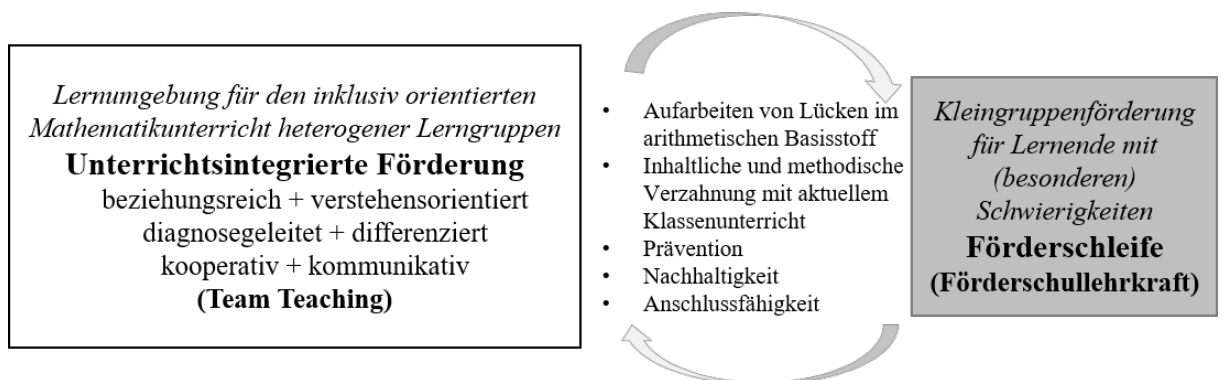 Lernumgebung für den inklusiv orientierten
Mathematikunterricht heterogener Lerngruppen
Unterrichtsintegrierte Förderung
beziehungsreich + verstehensorientiert
diagnosegeleitet + differenziert
kooperativ + kommunikativ
(Team Teaching)
• Aufarbeiten von Lücken im
arithmetischen Basisstoff
• Inhaltliche und methodische
Verzahnung mit aktuellem
Klassenunterricht
• Prävention
• Nachhaltigkeit
• Anschlussfähigkeit
Kleingruppenförderung
für Lernende mit
(besonderen)
Schwierigkeiten
Förderschleife
(Förderschullehrkraft)